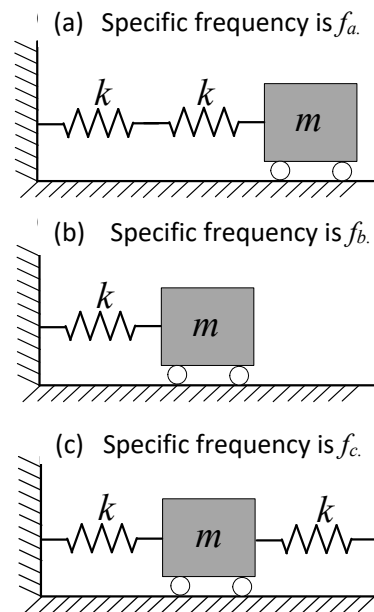 (a) Specific frequency is fa.
k k
m
(b) Specific frequency is fb.
k
m
(c) Specific frequency is fc.
k k
m